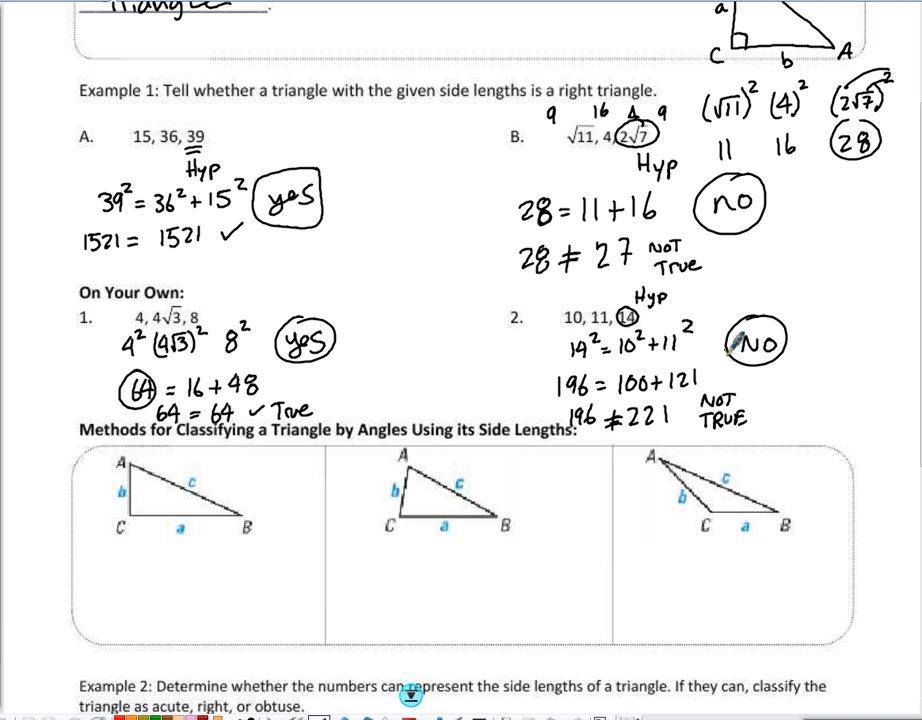 Triangle
a
C b A
Example 1: Tell whether a triangle with the given side lengths is a right triangle.
9 16 4 9
(√11)² (4)² (2√7)²
A. 15, 36, 39
B. √11, 4, 2√7
11 16 28
Hyp
Hyp
39² = 36² + 15² yes
28 = 11 + 16 no
1521 = 1521 ✓
28 ≠ 27 NOT True
On Your Own:
Hyp
1. 4, 4√3, 8
2. 10, 11, 14
4² (4√3)² 8² yes
14² = 10² + 11² NO
64 = 16 + 48
196 = 100 + 121
64 = 64 ✓ True
196 ≠ 221 NOT TRUE
Methods for Classifying a Triangle by Angles Using its Side Lengths:
A b c C a B
A b c C a B
A b c C a B
Example 2: Determine whether the numbers can represent the side lengths of a triangle. If they can, classify the
triangle as acute, right, or obtuse.